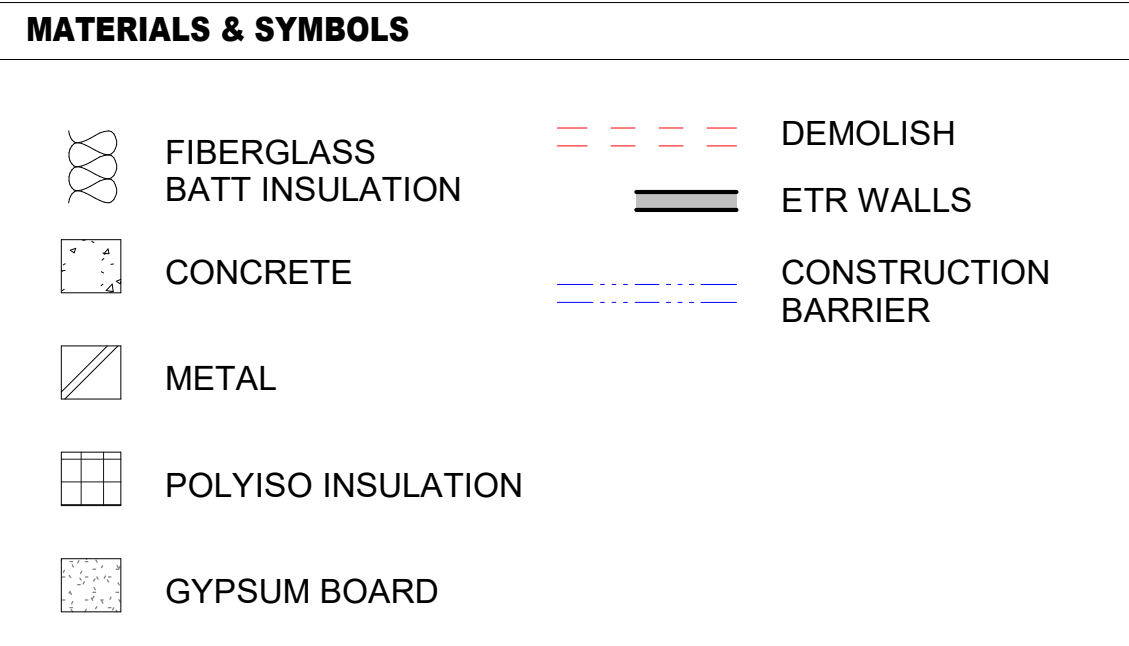 MATERIALS & SYMBOLS
FIBERGLASS
BATT INSULATION
CONCRETE
METAL
POLYISO INSULATION
GYPSUM BOARD
DEMOLISH
ETR WALLS
CONSTRUCTION
BARRIER